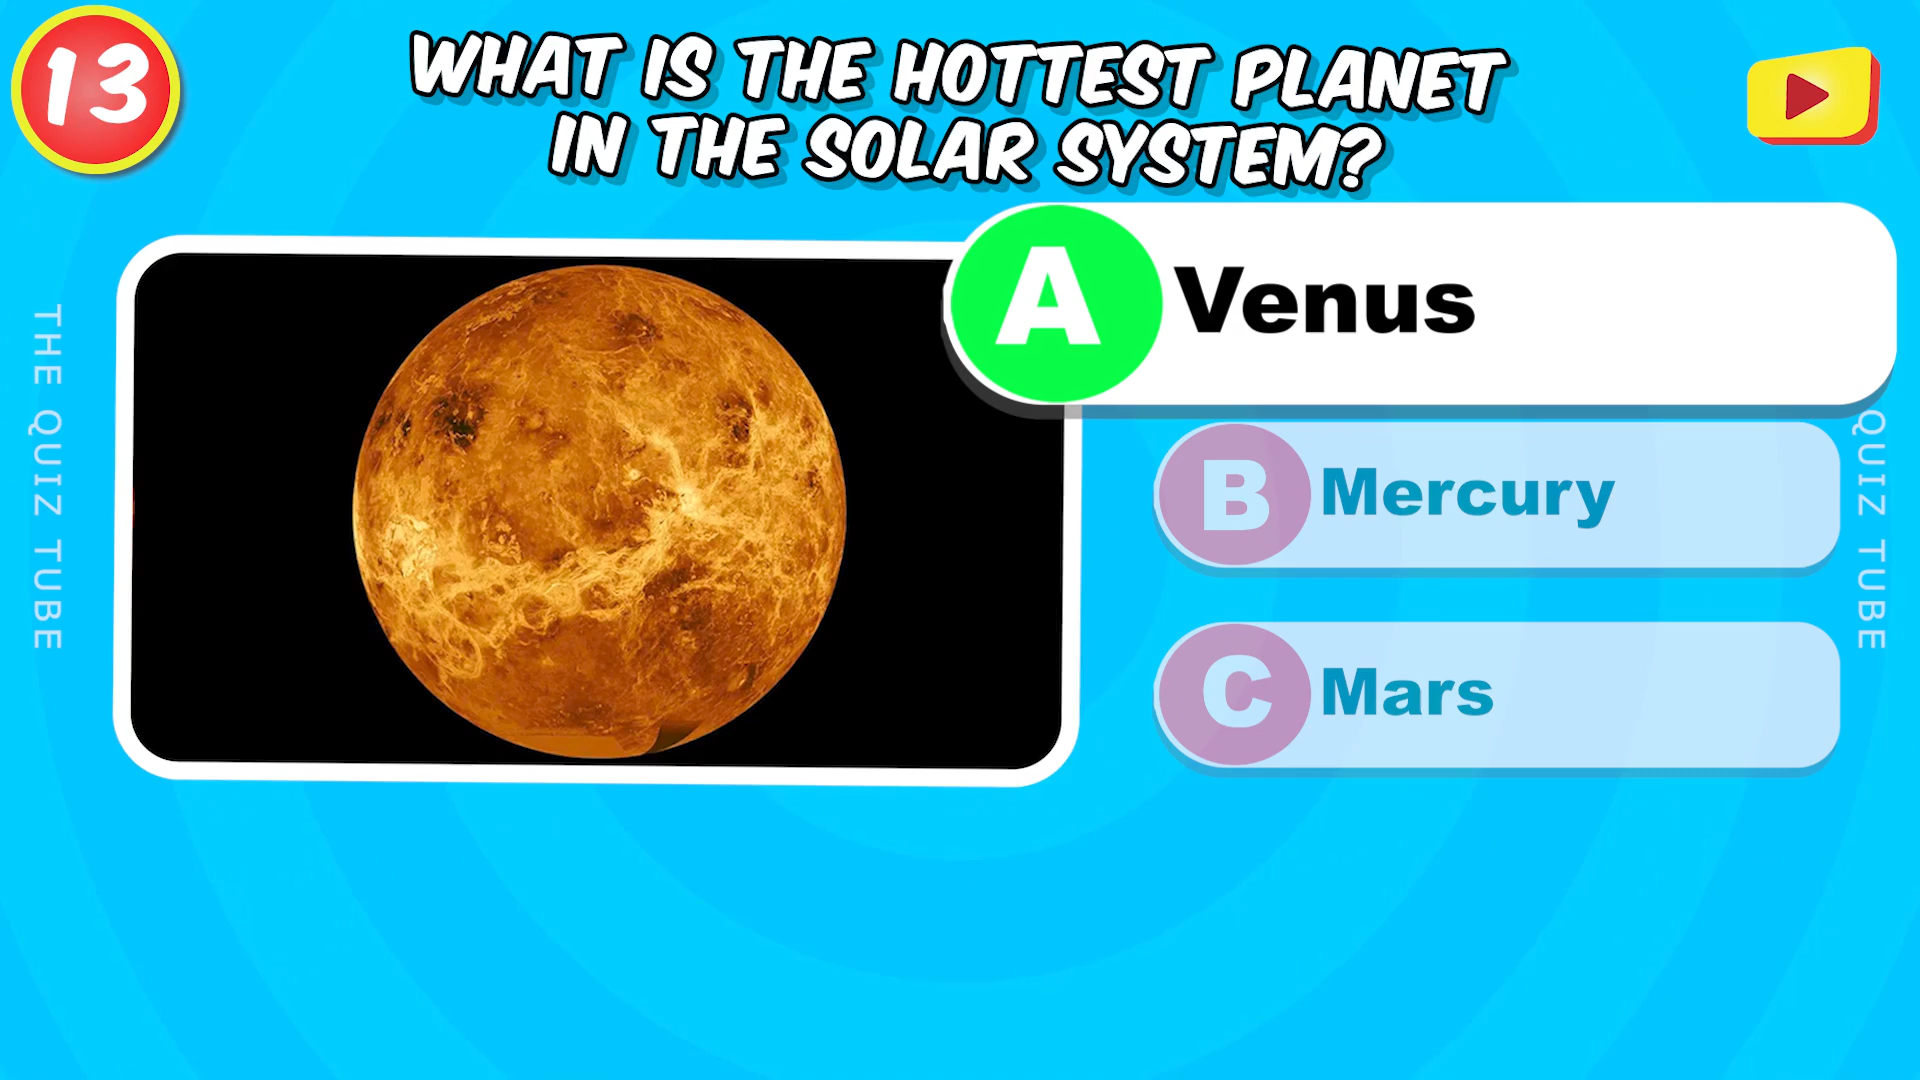 13
WHAT IS THE HOTTEST PLANET
IN THE SOLAR SYSTEM?
A Venus
B Mercury
C Mars
THE QUIZ TUBE
QUIZ TUBE